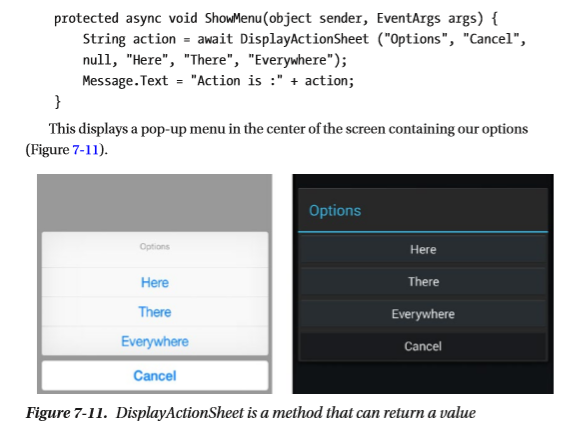 protected async void ShowMenu(object sender, EventArgs args) {
String action = await DisplayActionSheet ("Options", "Cancel",
null, "Here", "There", "Everywhere");
Message.Text = "Action is :" + action;
}
This displays a pop-up menu in the center of the screen containing our options
(Figure 7-11).
Options
Here
There
Everywhere
Cancel
Options
Here
There
Everywhere
Cancel
Figure 7-11. DisplayActionSheet is a method that can return a value